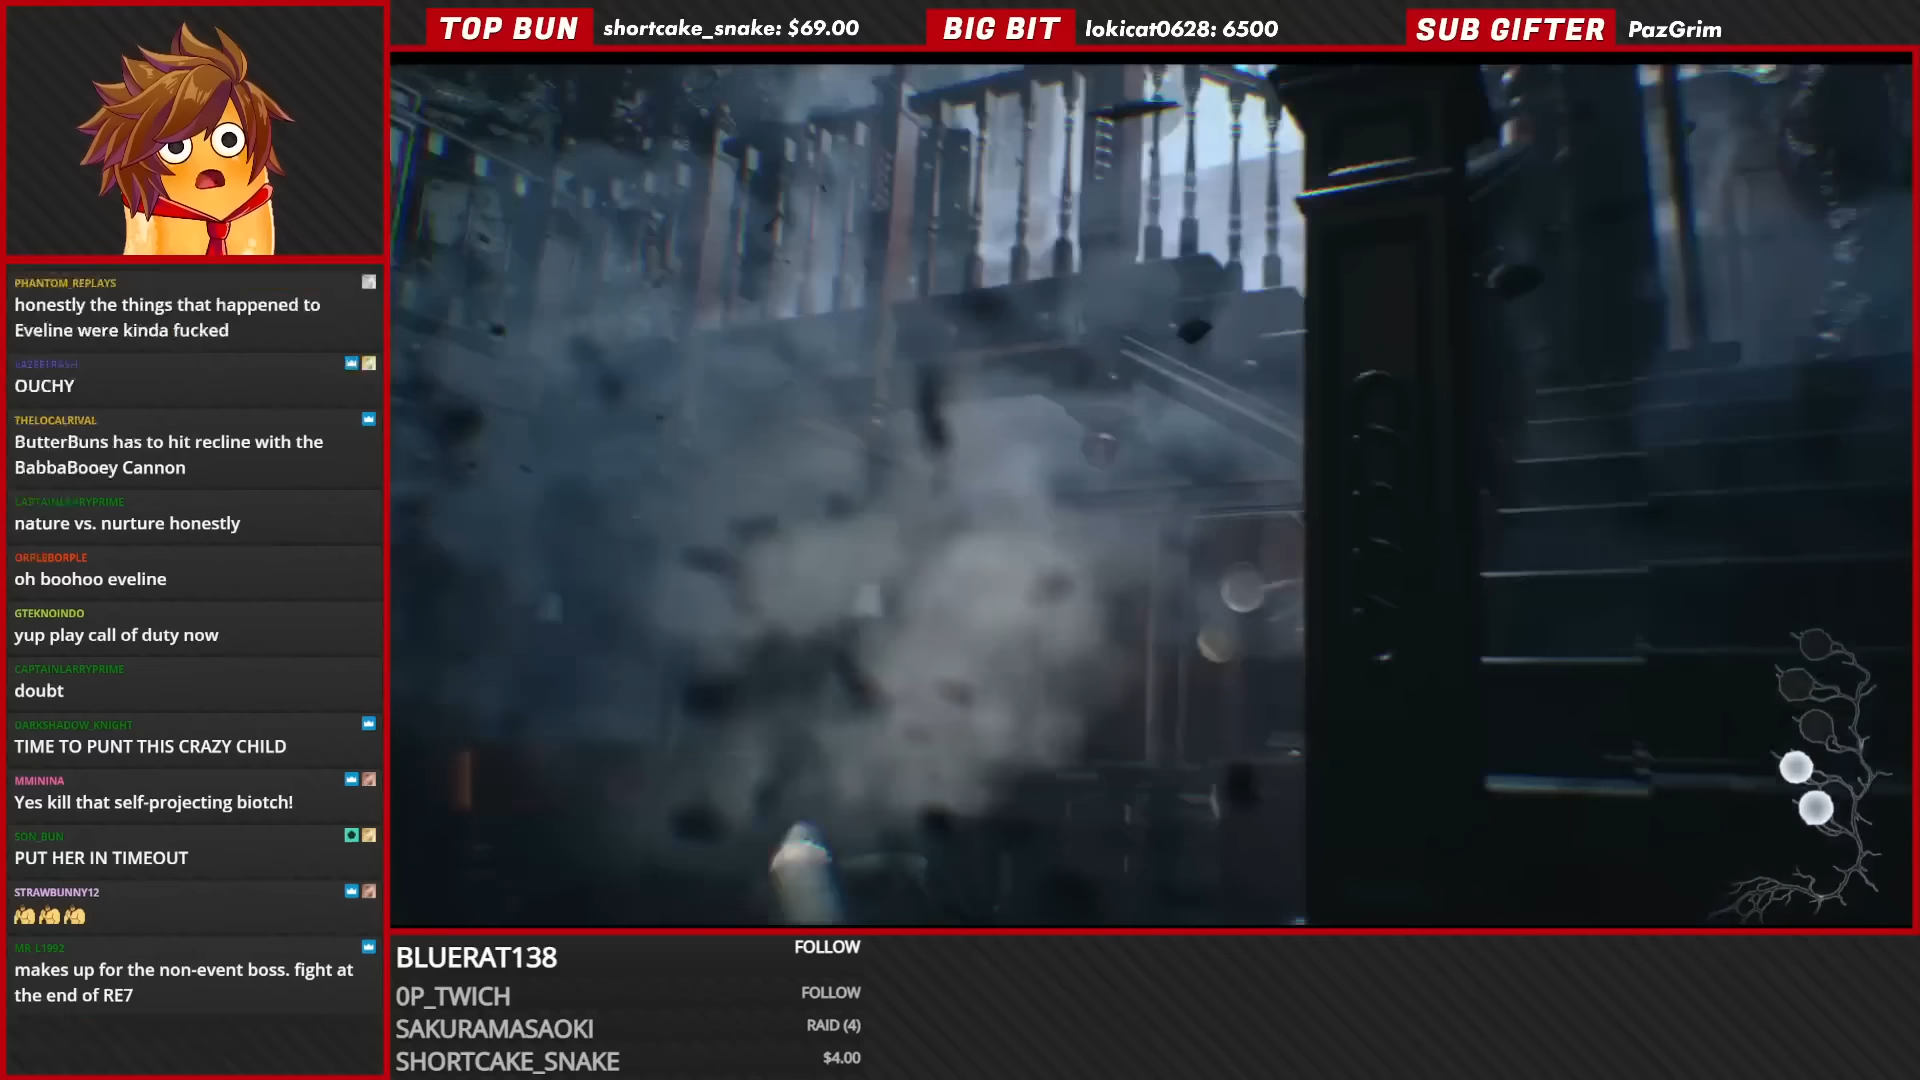 TOP BUN shortcake_snake: $69.00 BIG BIT lokicat0628: 6500 SUB GIFTER PazGrim
PHANTOM_REPLAYS
honestly the things that happened to
Eveline were kinda fucked
OUCHY
THELOCALRIVAL
ButterBuns has to hit recline with the
BabbaBooey Cannon
CAPTAINLARRYPRIME
nature vs. nurture honestly
ORPLEBORPLE
oh boohoo eveline
GTEKNOINDO
yup play call of duty now
CAPTAINLARRYPRIME
doubt
DARKSHADOW_KNIGHT
TIME TO PUNT THIS CRAZY CHILD
MMININA
Yes kill that self-projecting biotch!
SON_BUN
PUT HER IN TIMEOUT
STRAWBUNNY12
MR_L1992
makes up for the non-event boss. fight at
the end of RE7
BLUERAT138 FOLLOW
0P_TWICH FOLLOW
SAKURAMASAOKI RAID (4)
SHORTCAKE_SNAKE $4.00